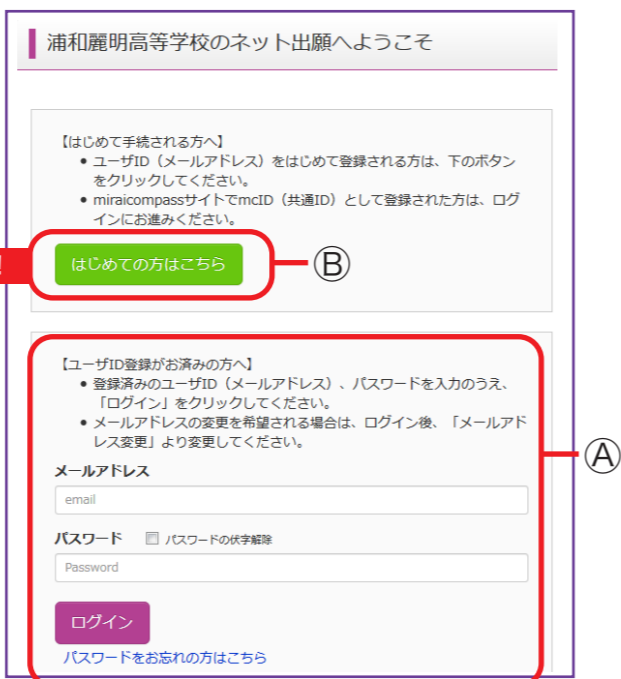 浦和麗明高等学校のネット出願へようこそ
【はじめて手続される方へ】
● ユーザID（メールアドレス）をはじめて登録される方は、下のボタン
をクリックしてください。
● miraicompassサイトでmcID（共通ID）として登録された方は、ログ
インにお進みください。
!
はじめての方はこちら
Ⓑ
【ユーザID登録がお済みの方へ】
● 登録済みのユーザID（メールアドレス）、パスワードを入力のうえ、
「ログイン」をクリックしてください。
● メールアドレスの変更を希望される場合は、ログイン後、「メールアド
レス変更」より変更してください。
Ⓐ
メールアドレス
email
パスワード パスワードの伏字解除
Password
ログイン
パスワードをお忘れの方はこちら